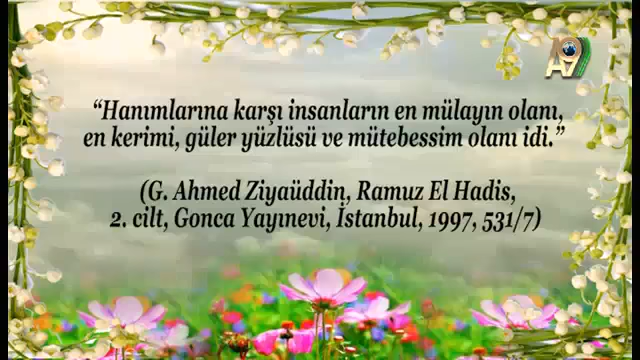 A9
“Hanımlarına karşı insanların en mülayın olanı,
en kerimi, güler yüzlüsü ve mütebessim olanı idi.”
(G. Ahmed Ziyaüddin, Ramuz El Hadis,
2. cilt, Gonca Yayınevi, İstanbul, 1997, 531/7)